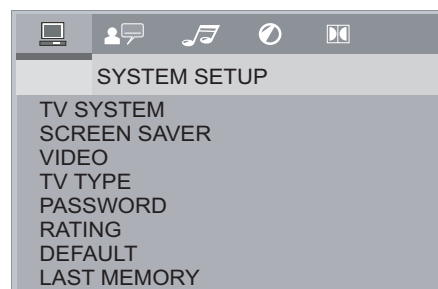 SYSTEM SETUP
TV SYSTEM
SCREEN SAVER
VIDEO
TV TYPE
PASSWORD
RATING
DEFAULT
LAST MEMORY